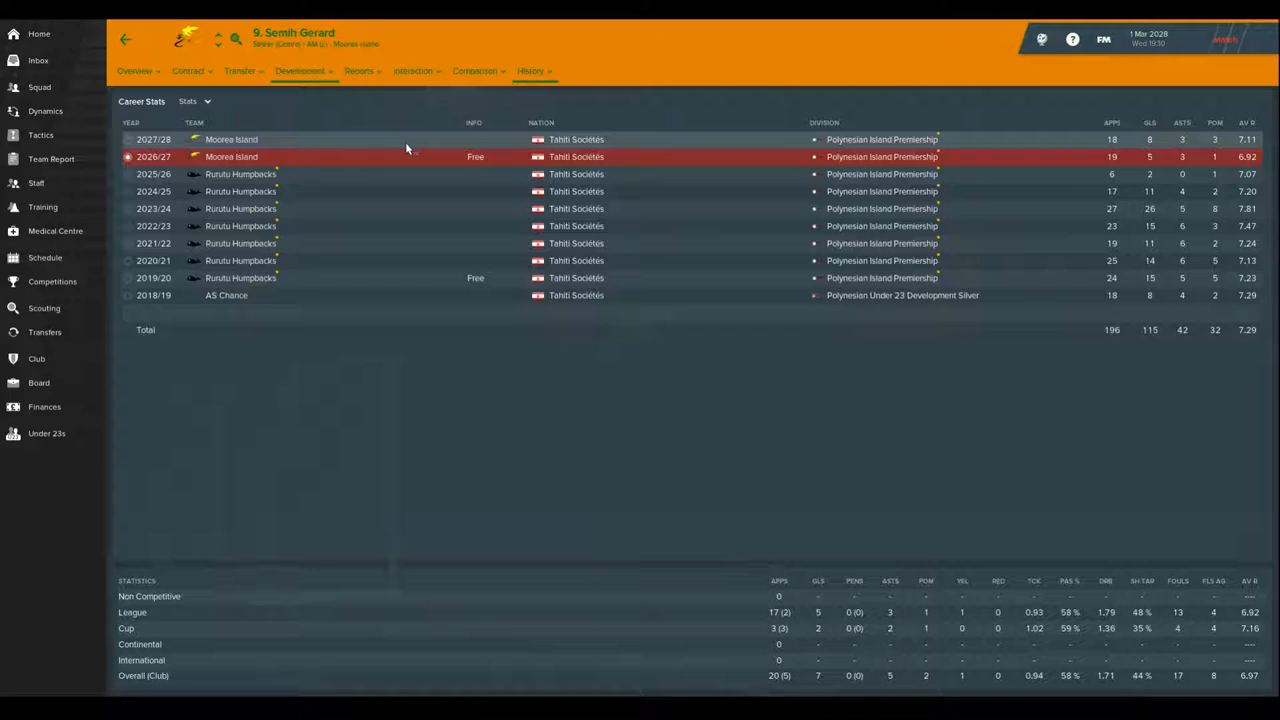 Home
Inbox
Squad
Dynamics
Tactics
Team Report
Staff
Training
Medical Centre
Schedule
Competitions
Scouting
Transfers
Club
Board
Finances
Under 23s
9. Semih Gerard
Striker (Centre) / AM (L) - Moorea Island
FM
1 Mar 2028
Wed 19:30
MATCH
Overview Contract Transfer Development Reports Interaction Comparison History
Career Stats Stats
YEAR TEAM INFO NATION DIVISION APPS GLS ASTS POM AV R
2027/28 Moorea Island Tahiti Sociétés Polynesian Island Premiership 18 8 3 3 7.11
2026/27 Moorea Island Free Tahiti Sociétés Polynesian Island Premiership 19 5 3 1 6.92
2025/26 Rurutu Humpbacks Tahiti Sociétés Polynesian Island Premiership 6 2 0 1 7.07
2024/25 Rurutu Humpbacks Tahiti Sociétés Polynesian Island Premiership 17 11 4 2 7.20
2023/24 Rurutu Humpbacks Tahiti Sociétés Polynesian Island Premiership 27 26 5 8 7.81
2022/23 Rurutu Humpbacks Tahiti Sociétés Polynesian Island Premiership 23 15 6 3 7.47
2021/22 Rurutu Humpbacks Tahiti Sociétés Polynesian Island Premiership 19 11 6 2 7.24
2020/21 Rurutu Humpbacks Tahiti Sociétés Polynesian Island Premiership 25 14 6 5 7.13
2019/20 Rurutu Humpbacks Free Tahiti Sociétés Polynesian Island Premiership 24 15 5 5 7.23
2018/19 AS Chance Tahiti Sociétés Polynesian Under 23 Development Silver 18 8 4 2 7.29
Total 196 115 42 32 7.29
STATISTICS APPS GLS PENS ASTS POM YEL RED TCK PAS % DRB SH TAR FOULS FLS AG AV R
Non Competitive 0 - - - - - - - - - - - - ----
League 17 (2) 5 0 (0) 3 1 1 0 0.93 58 % 1.79 48 % 13 4 6.92
Cup 3 (3) 2 0 (0) 2 1 0 0 1.02 59 % 1.36 35 % 4 4 7.16
Continental 0 - - - - - - - - - - - - ----
International 0 - - - - - - - - - - - - ----
Overall (Club) 20 (5) 7 0 (0) 5 2 1 0 0.94 58 % 1.71 44 % 17 8 6.97